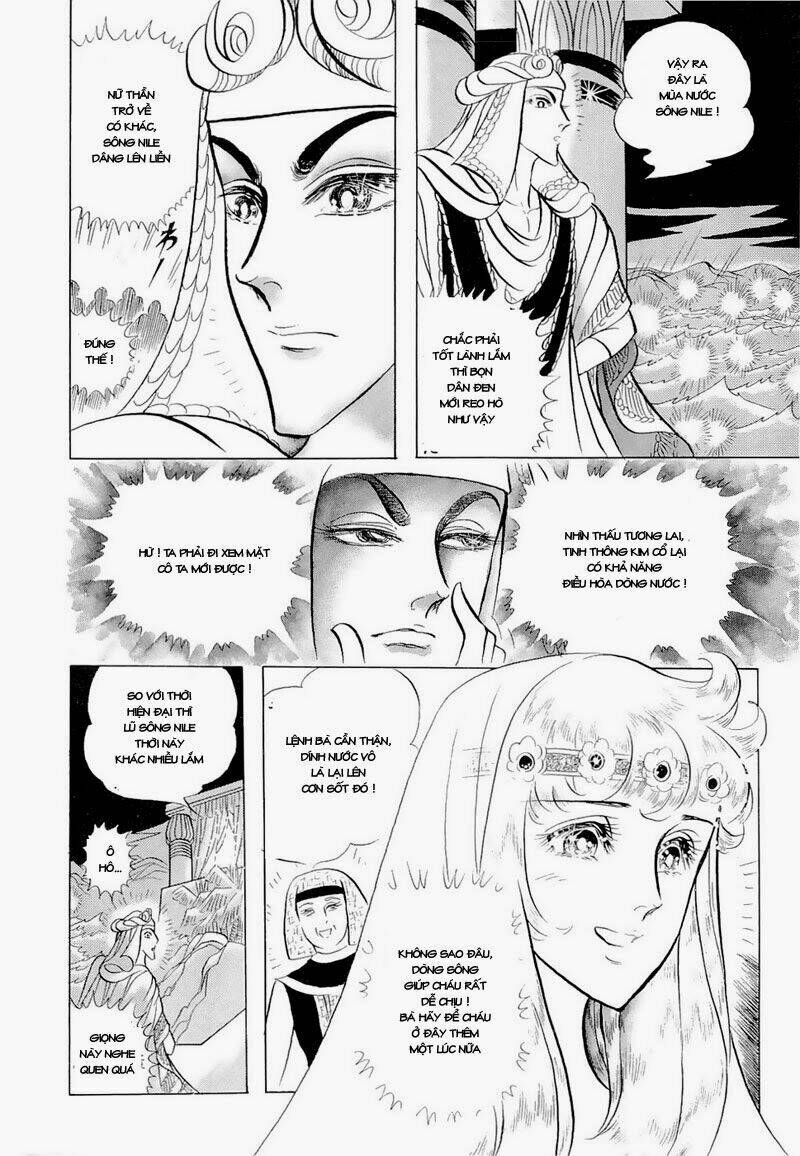 VẬY RA
ĐÂY LÀ
MÙA NƯỚC
SÔNG NILE !
CHẮC PHẢI
TỐT LÀNH LẮM
THÌ BỌN
DÂN ĐEN
MỚI REO HÒ
NHƯ VẬY
NỮ THẦN
TRỞ VỀ
CÓ KHÁC,
SÔNG NILE
DÂNG LÊN LIỀN
ĐÚNG
THẾ !
NHÌN THẤU TƯƠNG LAI,
TINH THÔNG KIM CỔ LẠI
CÓ KHẢ NĂNG
ĐIỀU HÒA DÒNG NƯỚC !
HỪ ! TA PHẢI ĐI XEM MẶT
CÔ TA MỚI ĐƯỢC !
LỆNH BÀ CẨN THẬN,
DÍNH NƯỚC VÔ
LÀ LẠI LÊN
CƠN SỐT ĐÓ !
KHÔNG SAO ĐÂU,
DÒNG SÔNG
GIÚP CHÁU RẤT
DỄ CHỊU !
BÀ HÃY ĐỂ CHÁU
Ở ĐÂY THÊM
MỘT LÚC NỮA
SO VỚI THỜI
HIỆN ĐẠI THÌ
LŨ SÔNG NILE
THỜI NÀY
KHÁC NHIỀU LẮM
Ô
HÔ...
GIỌNG
NÀY NGHE
QUEN QUÁ